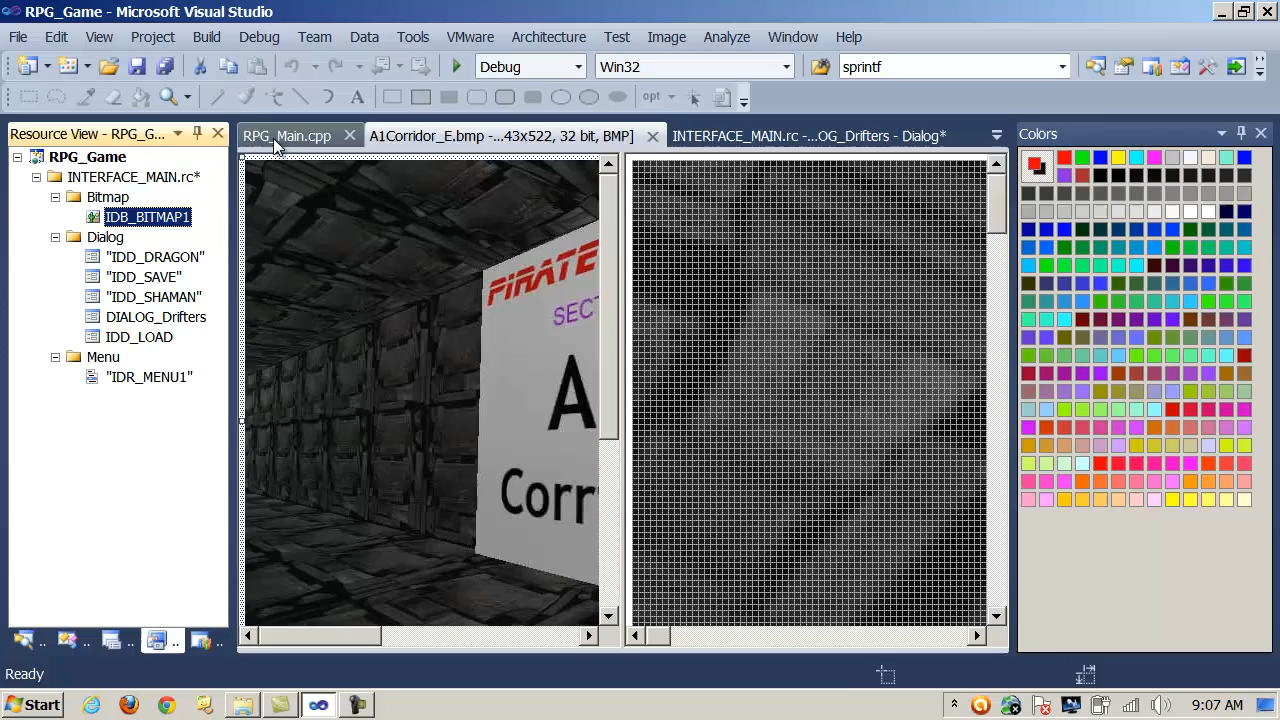 RPG_Game - Microsoft Visual Studio
File Edit View Project Build Debug Team Data Tools VMware Architecture Test Image Analyze Window Help
Debug Win32 sprintf
A opt
Resource View - RPG_G...
RPG_Main.cpp A1Corridor_E.bmp -...43x522, 32 bit, BMP] INTERFACE_MAIN.rc -...OG_Drifters - Dialog* Colors
RPG_Game
INTERFACE_MAIN.rc*
Bitmap
IDB_BITMAP1
Dialog
"IDD_DRAGON"
"IDD_SAVE"
"IDD_SHAMAN"
DIALOG_Drifters
IDD_LOAD
Menu
"IDR_MENU1"
PIRATE
SECT
A
Corr
Ready
Start 9:07 AM